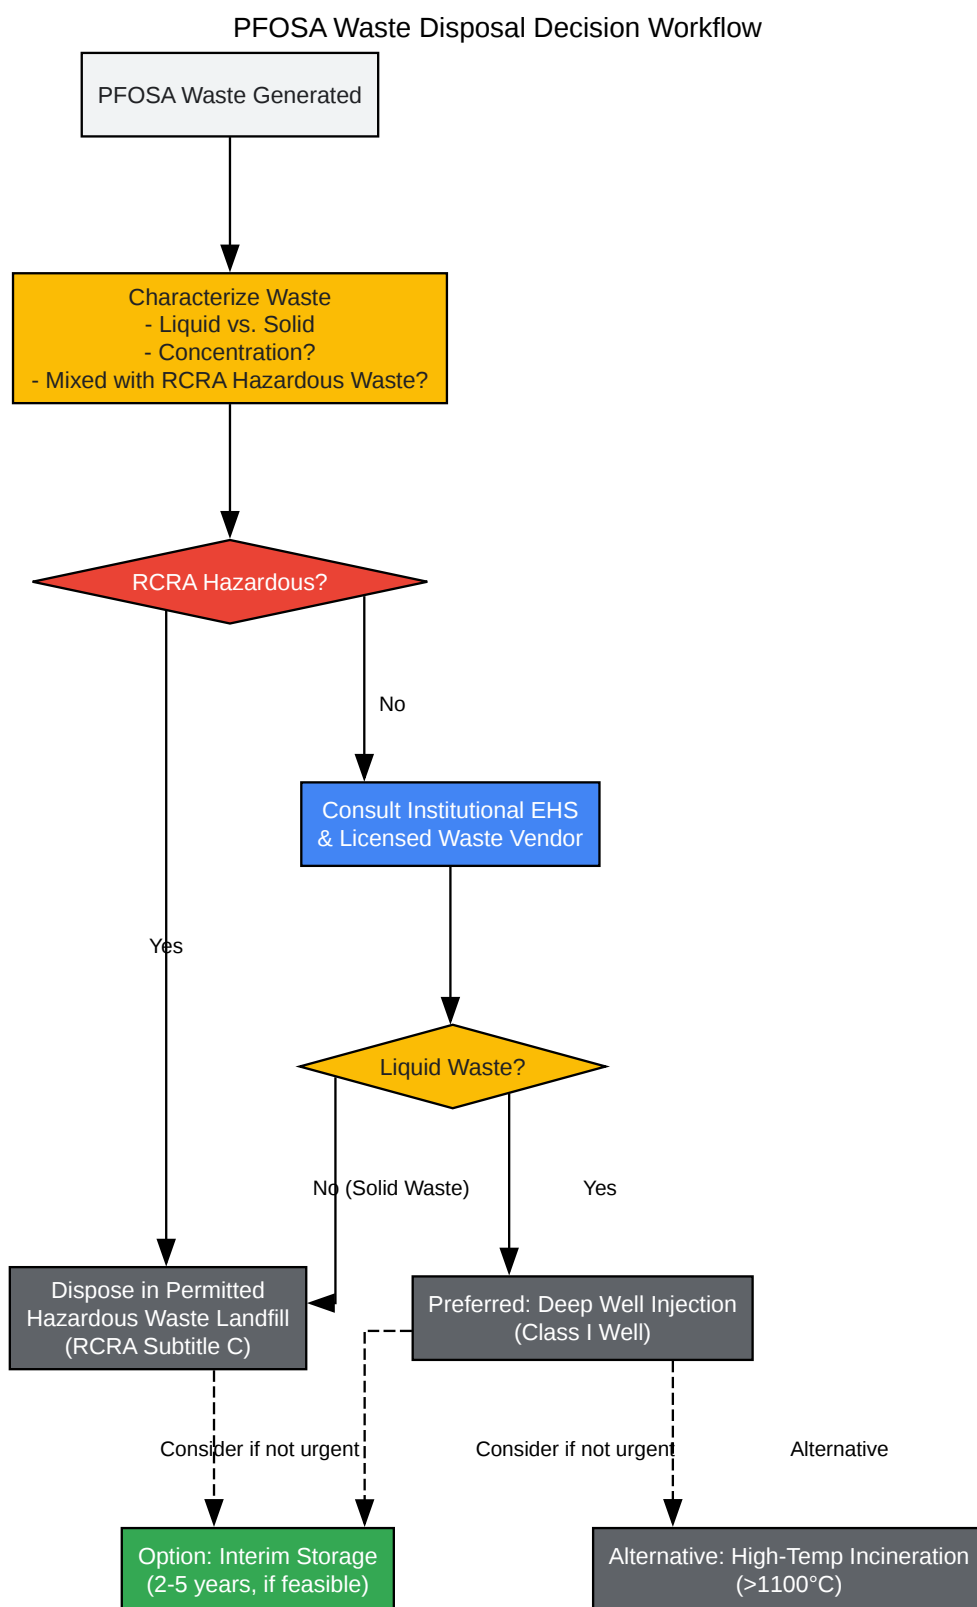 PFOSA Waste Disposal Decision Workflow
PFOSA Waste Generated
Characterize Waste
- Liquid vs. Solid
- Concentration?
- Mixed with RCRA Hazardous Waste?
RCRA Hazardous?
No
Consult Institutional EHS
& Licensed Waste Vendor
Yes
Liquid Waste?
No (Solid Waste)
Yes
Dispose in Permitted
Hazardous Waste Landfill
(RCRA Subtitle C)
Preferred: Deep Well Injection
(Class I Well)
Consider if not urgent
Consider if not urgent
Alternative
Option: Interim Storage
(2-5 years, if feasible)
Alternative: High-Temp Incineration
(>1100°C)